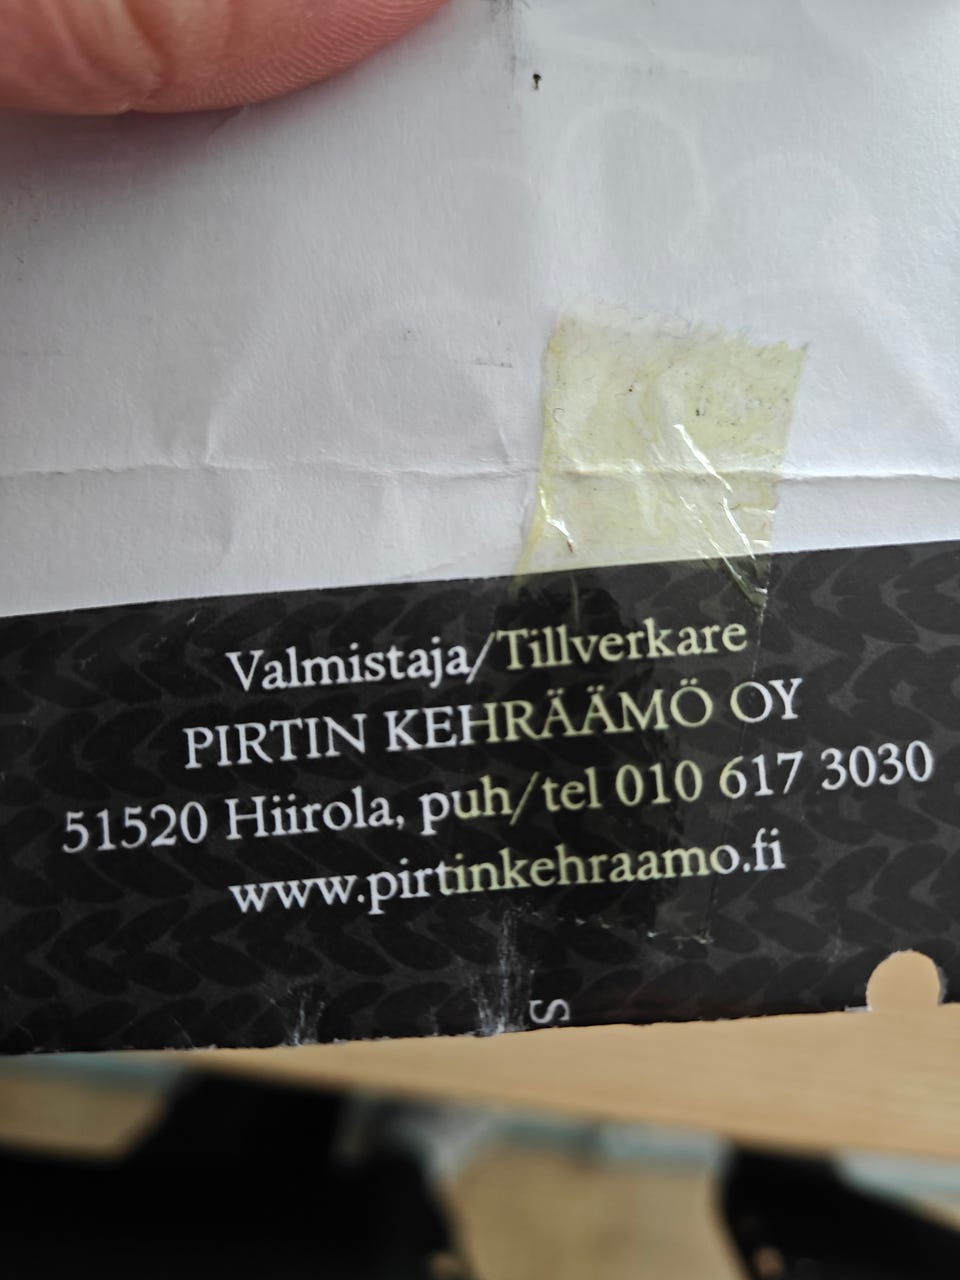 Valmistaja/Tillverkare
PIRTIN KEHRÄÄMÖ OY
51520 Hiirola, puh/tel 010 617 3030
www.pirtinkehraamo.fi
S